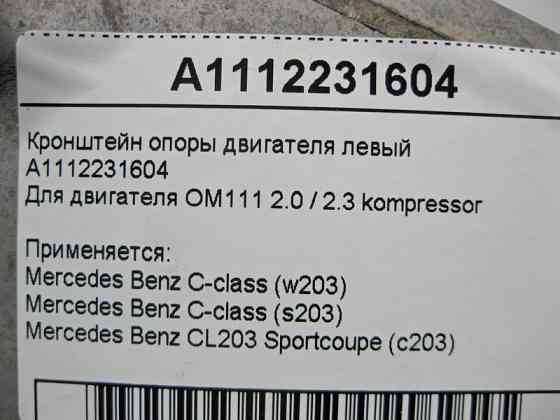 A1112231604
Кронштейн опоры двигателя левый
A1112231604
Для двигателя OM111 2.0 / 2.3 kompressor
Применяется:
Mercedes Benz C-class (w203)
Mercedes Benz C-class (s203)
Mercedes Benz CL203 Sportcoupe (c203)